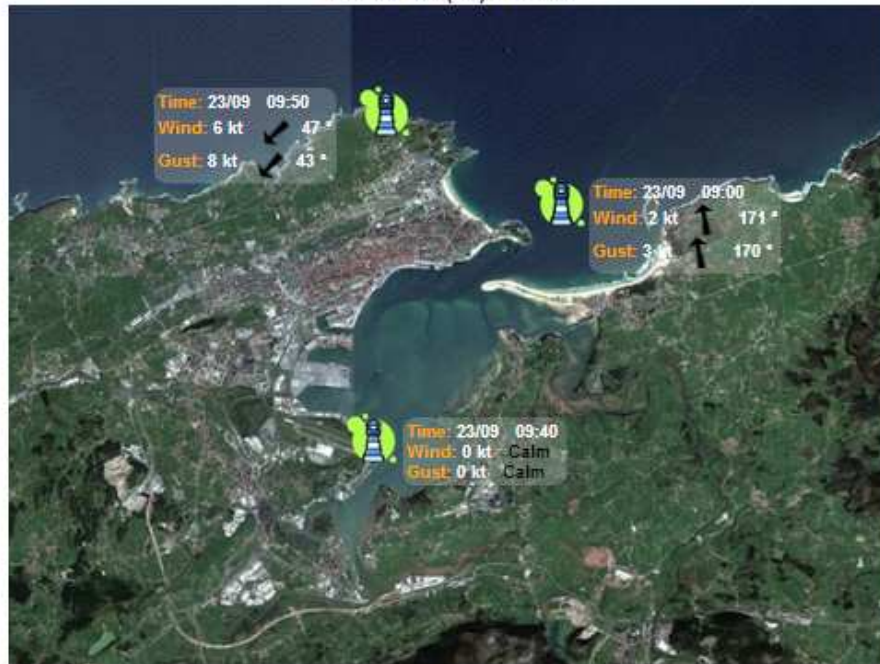 Time: 23/09 09:50
Wind: 6 kt 47 °
Gust: 8 kt 43 °
Time: 23/09 09:00
Wind: 2 kt 171 °
Gust: 3 kt 170 °
Time: 23/09 09:40
Wind: 0 kt Calm
Gust: 0 kt Calm